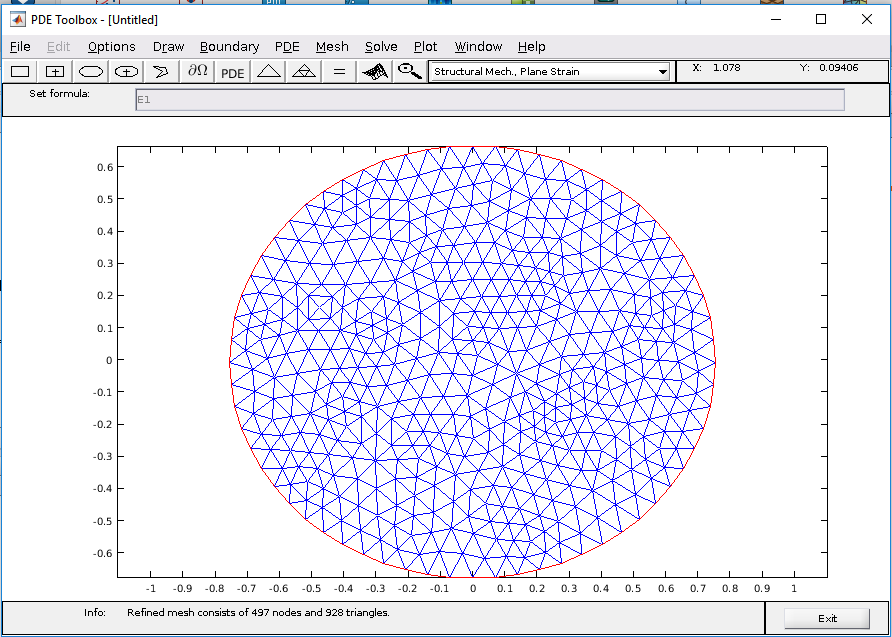 PDE Toolbox - [Untitled]
File Edit Options Draw Boundary PDE Mesh Solve Plot Window Help
∂Ω PDE = Structural Mech., Plane Strain X: 1.078 Y: 0.09406
Set formula: E1
0.6
0.5
0.4
0.3
0.2
0.1
0
-0.1
-0.2
-0.3
-0.4
-0.5
-0.6
-1 -0.9 -0.8 -0.7 -0.6 -0.5 -0.4 -0.3 -0.2 -0.1 0 0.1 0.2 0.3 0.4 0.5 0.6 0.7 0.8 0.9 1
Info: Refined mesh consists of 497 nodes and 928 triangles.
Exit